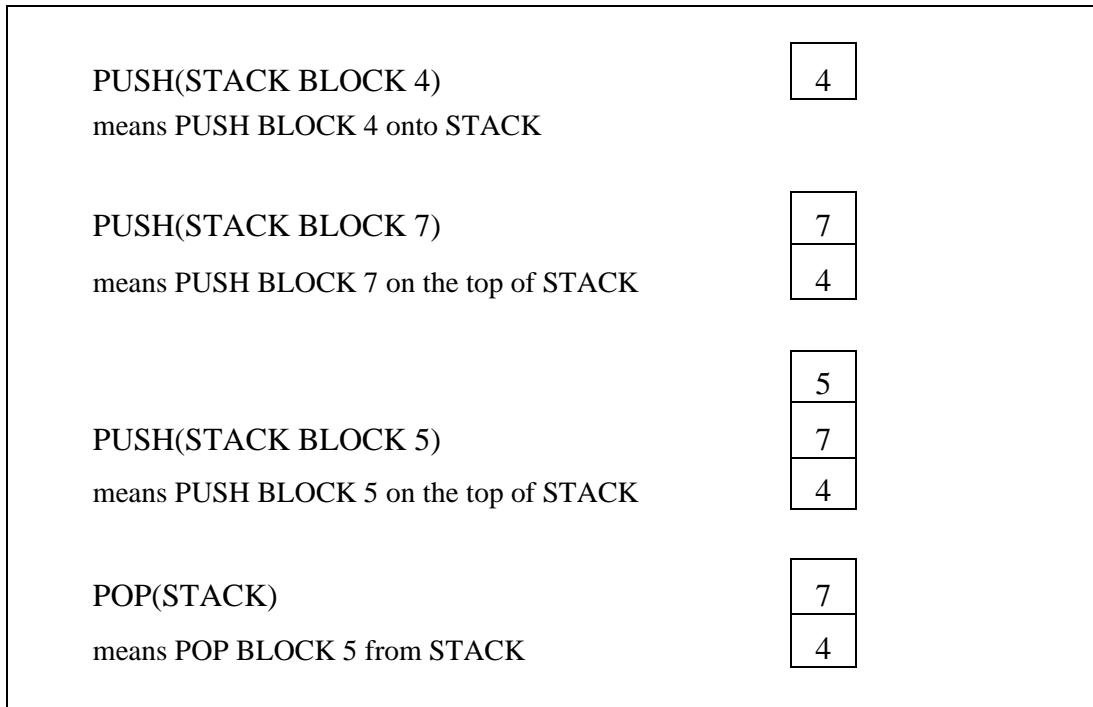 PUSH(STACK BLOCK 4)
4
means PUSH BLOCK 4 onto STACK
PUSH(STACK BLOCK 7)
7
means PUSH BLOCK 7 on the top of STACK
4
5
PUSH(STACK BLOCK 5)
7
means PUSH BLOCK 5 on the top of STACK
4
POP(STACK)
7
means POP BLOCK 5 from STACK
4